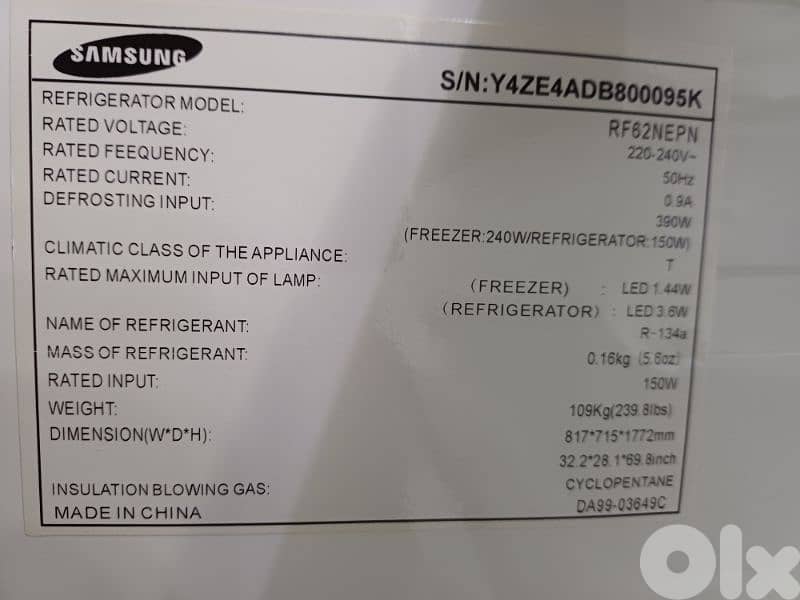 SAMSUNG
S/N:Y4ZE4ADB800095K
REFRIGERATOR MODEL: RF62NEPN
RATED VOLTAGE: 220-240V~
RATED FEEQUENCY: 50Hz
RATED CURRENT: 0.9A
DEFROSTING INPUT: 390W
(FREEZER:240W/REFRIGERATOR:150W)
CLIMATIC CLASS OF THE APPLIANCE: T
RATED MAXIMUM INPUT OF LAMP: (FREEZER) : LED 1.44W
(REFRIGERATOR) : LED 3.6W
NAME OF REFRIGERANT: R-134a
MASS OF REFRIGERANT: 0.16kg (5.6oz)
RATED INPUT: 150W
WEIGHT: 109Kg(239.8lbs)
DIMENSION(W*D*H): 817*715*1772mm
32.2*28.1*69.8inch
INSULATION BLOWING GAS: CYCLOPENTANE
MADE IN CHINA DA99-03649C
Olx